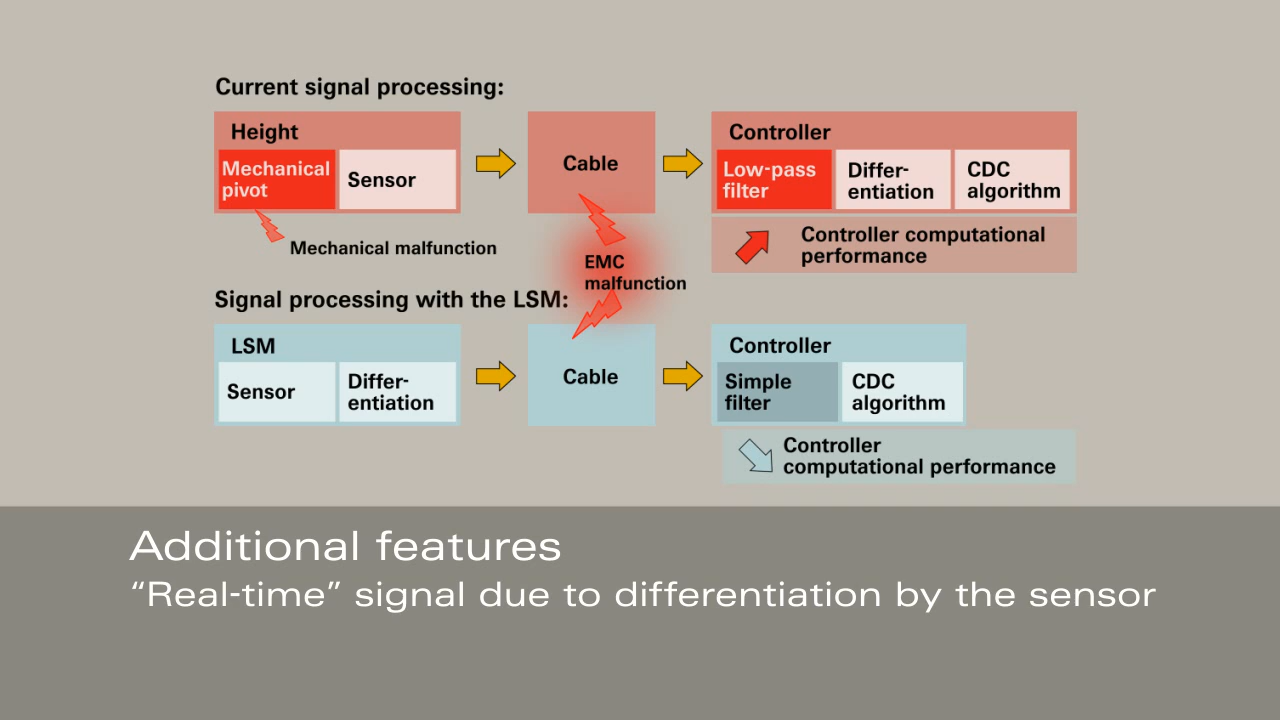 Current signal processing:
Height
Mechanical
pivot
Sensor
Cable
Controller
Low-pass
filter
Differ-
entiation
CDC
algorithm
Mechanical malfunction
Controller computational
performance
EMC
malfunction
Signal processing with the LSM:
LSM
Sensor
Differ-
entiation
Cable
Controller
Simple
filter
CDC
algorithm
Controller
computational performance
Additional features
“Real-time” signal due to differentiation by the sensor